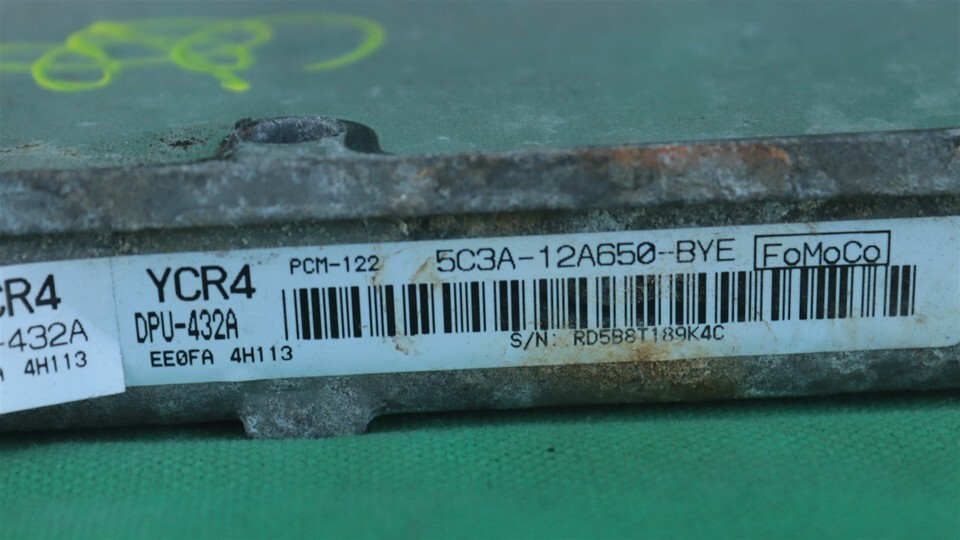 CR4
-432A
4H113
YCR4
DPU-432A
EE0FA 4H113
PCM-122 5C3A-12A650-BYE FoMoCo
S/N: RD5B8T189K4C